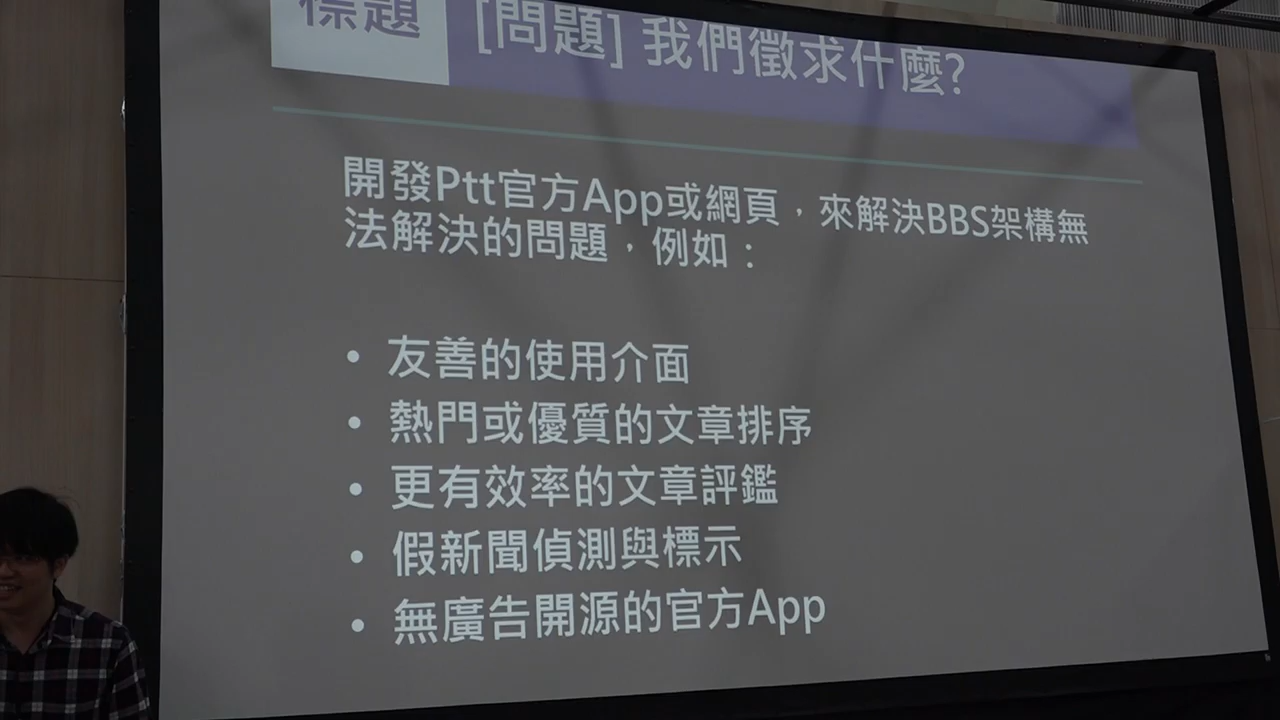 標題
[問題] 我們徵求什麼?
開發Ptt官方App或網頁，來解決BBS架構無
法解決的問題，例如：
• 友善的使用介面
• 熱門或優質的文章排序
• 更有效率的文章評鑑
• 假新聞偵測與標示
• 無廣告開源的官方App